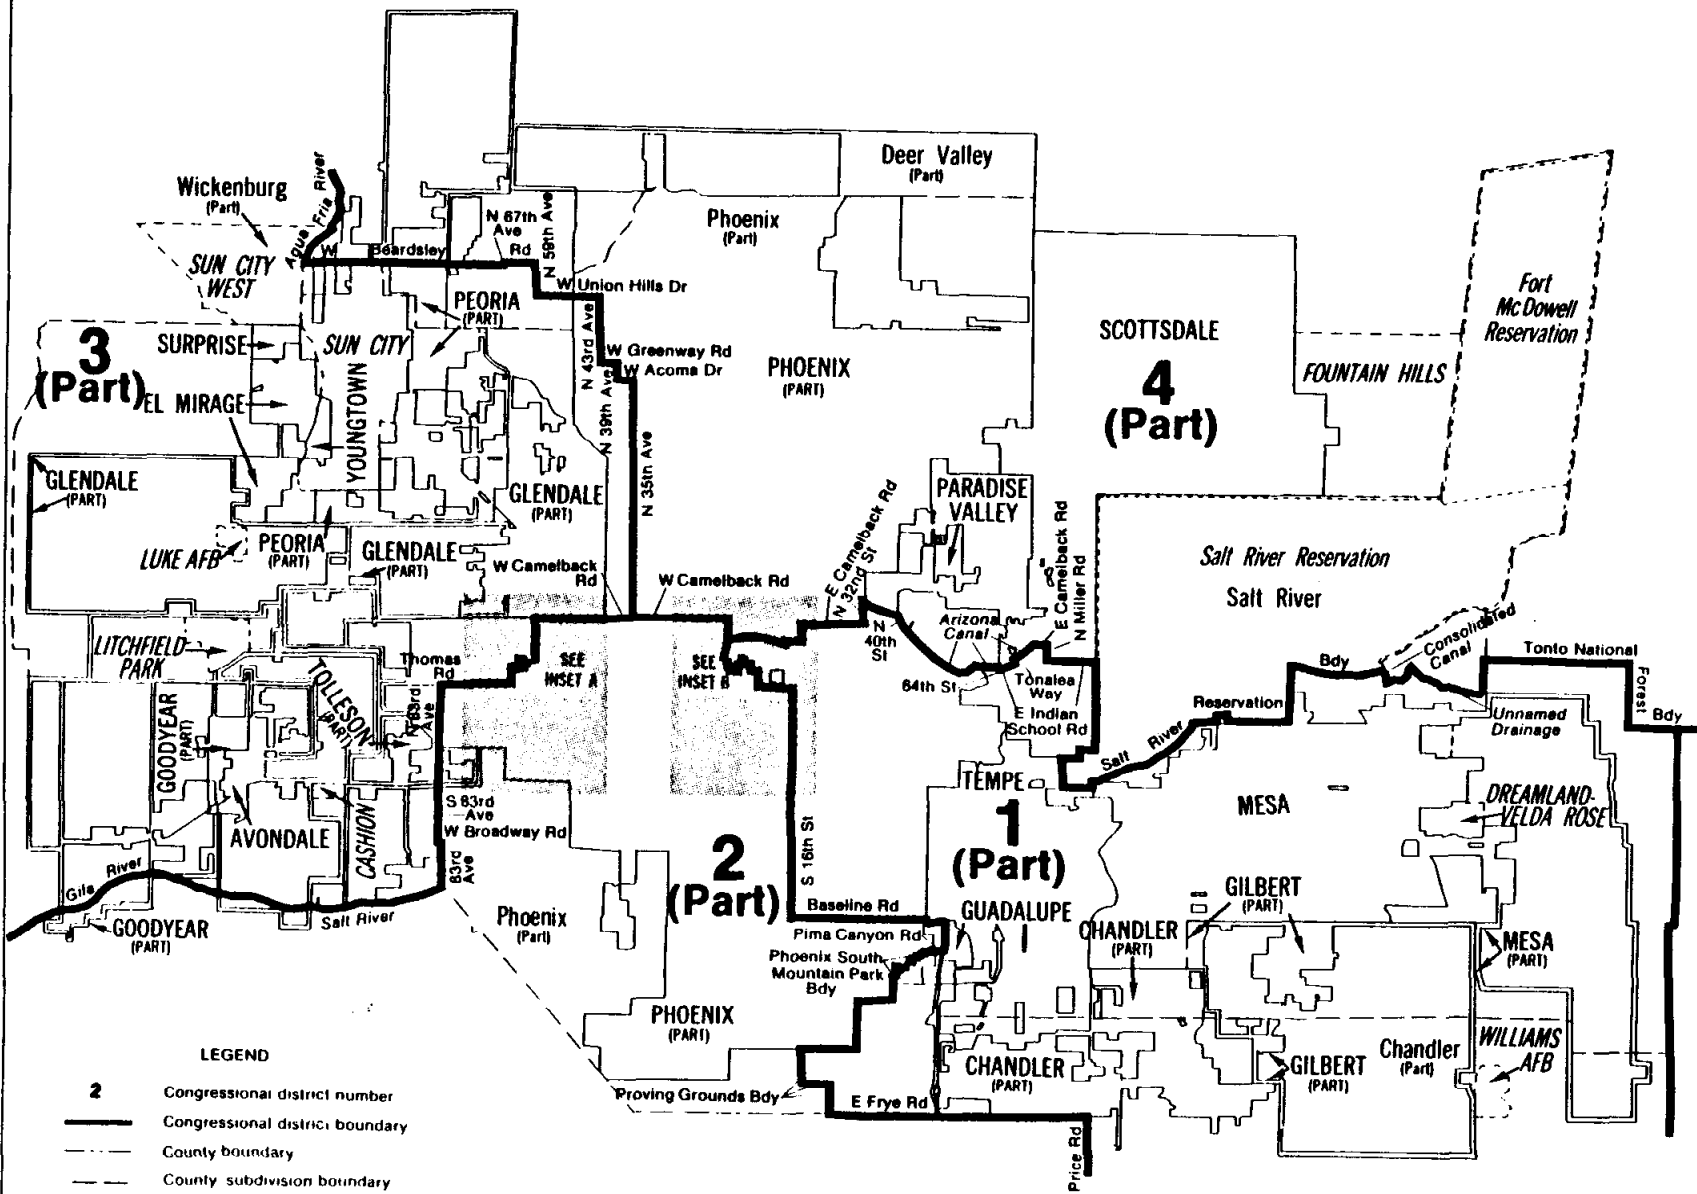 Deer Valley
(Part)
Wickenburg
(Part)
Agua Fria River
N 67th
Ave
N 59th Ave
Phoenix
(Part)
W Beardsley Rd
SUN CITY
WEST
W Union Hills Dr
PEORIA
(PART)
Fort
McDowell
Reservation
SCOTTSDALE
3
(Part)
SURPRISE
SUN CITY
N 43rd Ave
W Greenway Rd
W Acoma Dr
PHOENIX
(PART)
4
(Part)
FOUNTAIN HILLS
EL MIRAGE
YOUNGTOWN
N 39th Ave
N 35th Ave
GLENDALE
(PART)
GLENDALE
(PART)
PARADISE
VALLEY
E Camelback Rd
N 32nd St
E Camelback Rd
N Miller Rd
LUKE AFB
PEORIA
(PART)
GLENDALE
(PART)
W Camelback
Rd
W Camelback Rd
Salt River Reservation
Salt River
Arizona
Canal
N
40th
St
LITCHFIELD
PARK
Thomas
Rd
SEE
INSET A
SEE
INSET B
64th St
Tonalea
Way
E Indian
School Rd
Bdy
Consolidated
Canal
Tonto National
Forest
Bdy
Reservation
Salt River
Unnamed
Drainage
GOODYEAR
(PART)
TOLLESON
(PART)
N 83rd
Ave
TEMPE
MESA
DREAMLAND-
VELDA ROSE
S 83rd
Ave
W Broadway Rd
AVONDALE
CASHION
83rd
Ave
S 16th St
2
(Part)
1
(Part)
Gila River
Salt River
GOODYEAR
(PART)
Phoenix
(Part)
Baseline Rd
Pima Canyon Rd
Phoenix South
Mountain Park
Bdy
GUADALUPE
CHANDLER
(PART)
GILBERT
(PART)
MESA
(PART)
PHOENIX
(PART)
CHANDLER
(PART)
GILBERT
(PART)
Chandler
(Part)
WILLIAMS
AFB
Proving Grounds Bdy
E Frye Rd
Price Rd
LEGEND
2 Congressional district number
Congressional district boundary
County boundary
County subdivision boundary